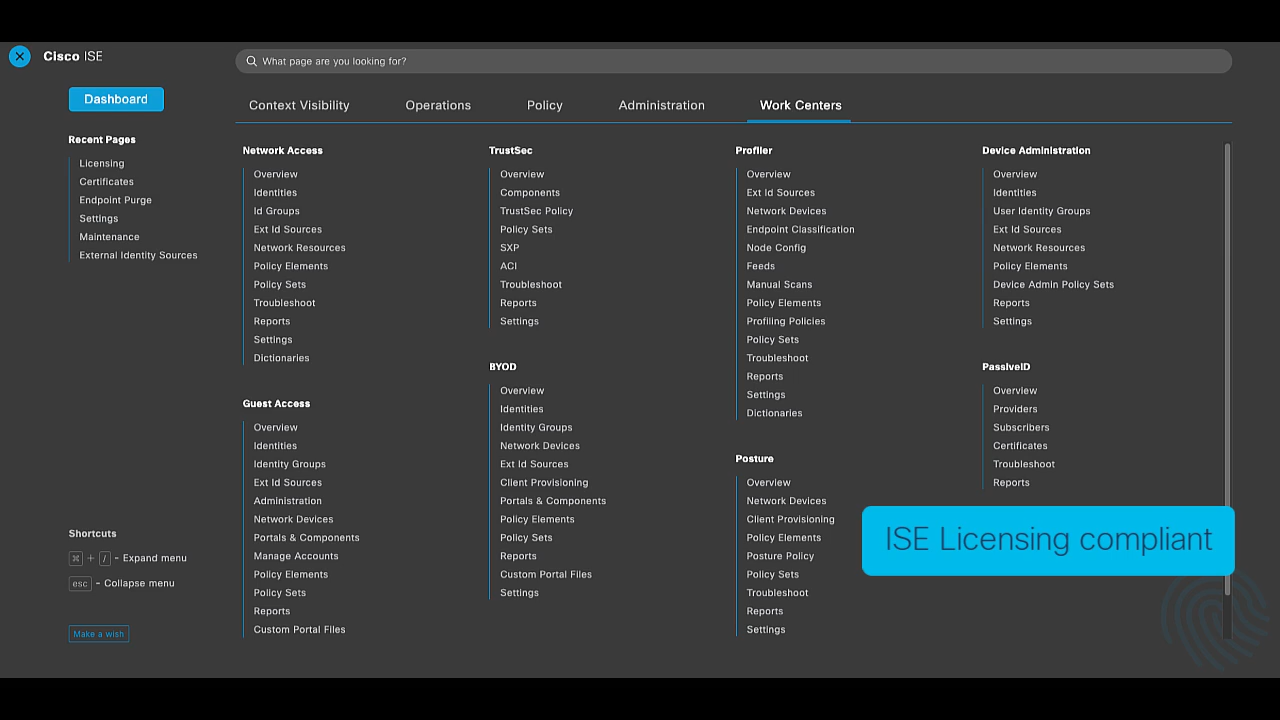 Cisco ISE
What page are you looking for?
Dashboard
Context Visibility
Operations
Policy
Administration
Work Centers
Recent Pages
Licensing
Certificates
Endpoint Purge
Settings
Maintenance
External Identity Sources
Network Access
Overview
Identities
Id Groups
Ext Id Sources
Network Resources
Policy Elements
Policy Sets
Troubleshoot
Reports
Settings
Dictionaries
Guest Access
Overview
Identities
Identity Groups
Ext Id Sources
Administration
Network Devices
Portals & Components
Manage Accounts
Policy Elements
Policy Sets
Reports
Custom Portal Files
TrustSec
Overview
Components
TrustSec Policy
Policy Sets
SXP
ACI
Troubleshoot
Reports
Settings
BYOD
Overview
Identities
Identity Groups
Network Devices
Ext Id Sources
Client Provisioning
Portals & Components
Policy Elements
Policy Sets
Reports
Custom Portal Files
Settings
Profiler
Overview
Ext Id Sources
Network Devices
Endpoint Classification
Node Config
Feeds
Manual Scans
Policy Elements
Profiling Policies
Policy Sets
Troubleshoot
Reports
Settings
Dictionaries
Posture
Overview
Network Devices
Client Provisioning
Policy Elements
Posture Policy
Policy Sets
Troubleshoot
Reports
Settings
Device Administration
Overview
Identities
User Identity Groups
Ext Id Sources
Network Resources
Policy Elements
Device Admin Policy Sets
Reports
Settings
PassiveID
Overview
Providers
Subscribers
Certificates
Troubleshoot
Reports
ISE Licensing compliant
Shortcuts
⌘ + / - Expand menu
esc - Collapse menu
Make a wish